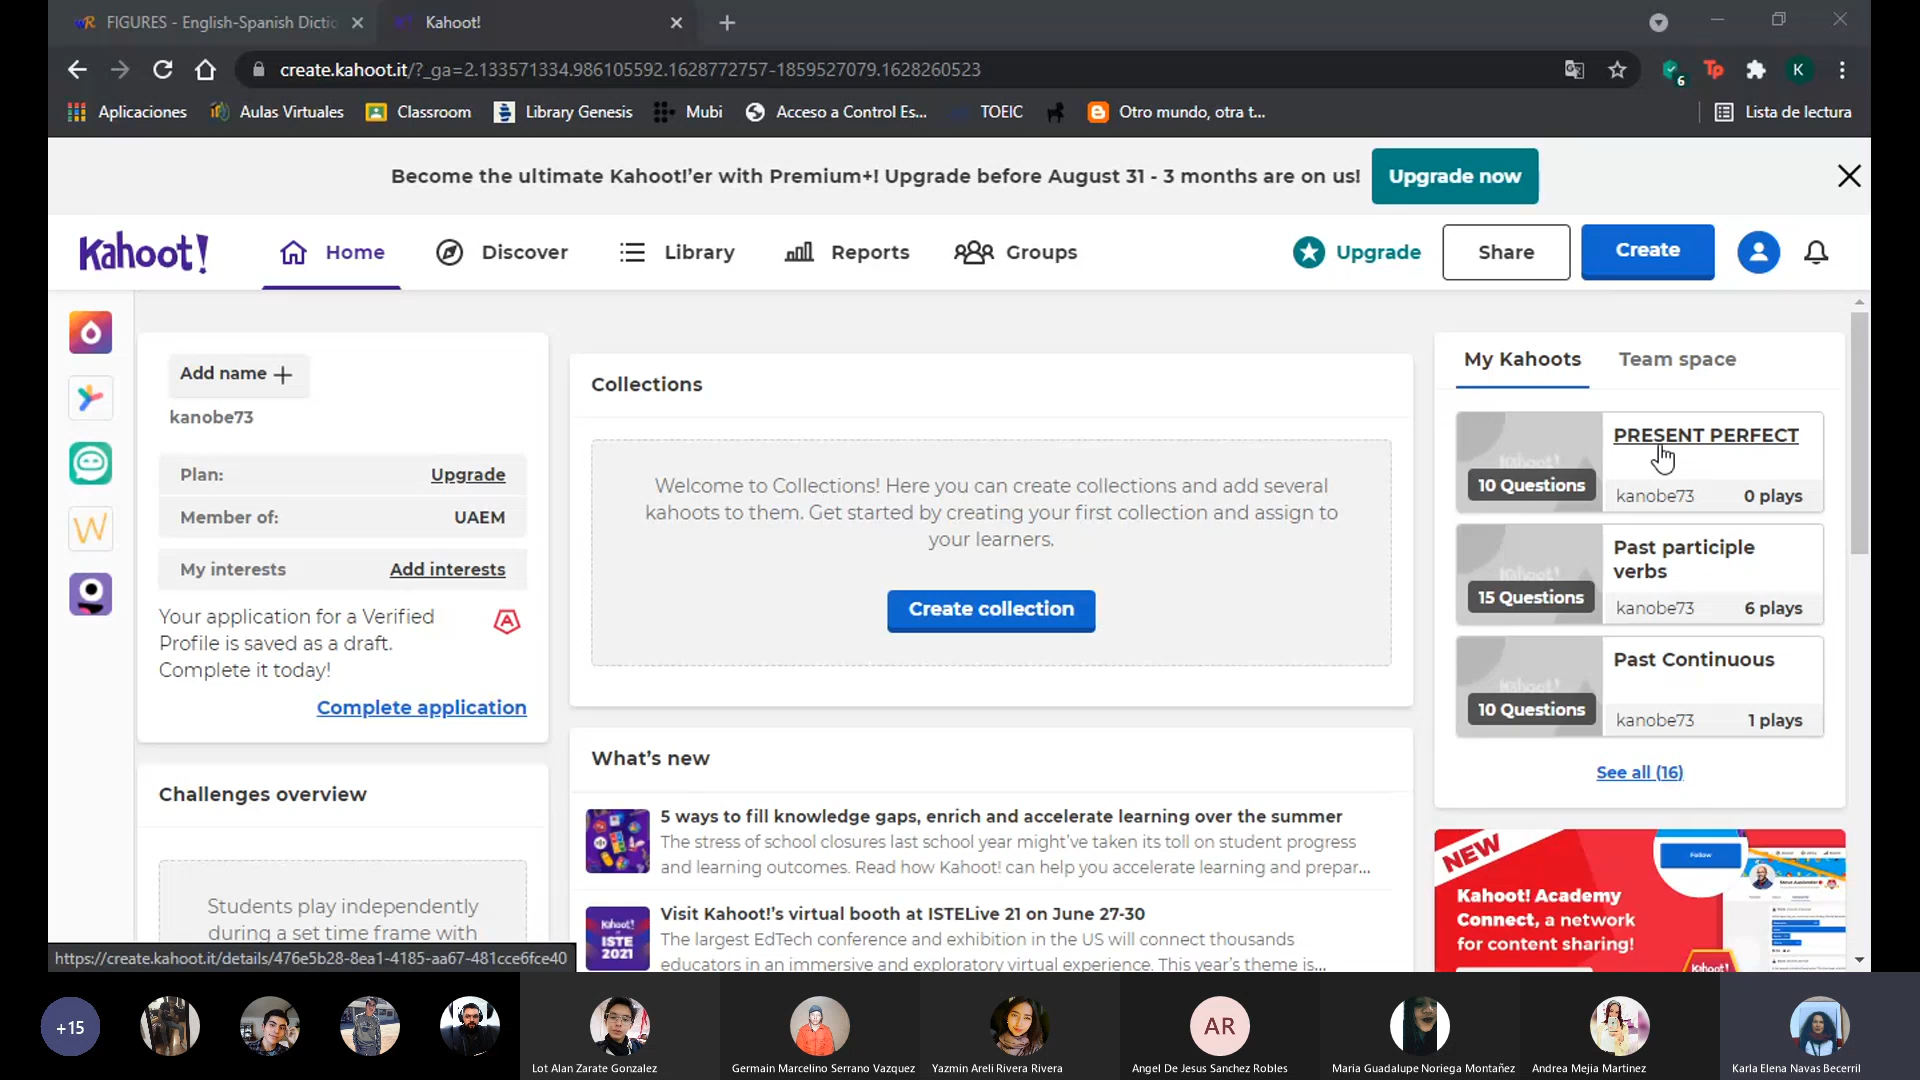 FIGURES - English-Spanish Dictio
Kahoot!
create.kahoot.it/?_ga=2.133571334.986105592.1628772757-1859527079.1628260523
6
Tp
K
Aplicaciones
Aulas Virtuales
Classroom
Library Genesis
Mubi
Acceso a Control Es...
TOEIC
Otro mundo, otra t...
Lista de lectura
Become the ultimate Kahoot!'er with Premium+! Upgrade before August 31 - 3 months are on us!
Upgrade now
Kahoot!
Home
Discover
Library
Reports
Groups
Upgrade
Share
Create
Add name
kanobe73
Plan:
Upgrade
Member of:
UAEM
My interests
Add interests
Your application for a Verified
Profile is saved as a draft.
Complete it today!
Complete application
Challenges overview
Students play independently
during a set time frame with
https://create.kahoot.it/details/476e5b28-8ea1-4185-aa67-481cce6fce40
Collections
Welcome to Collections! Here you can create collections and add several
kahoots to them. Get started by creating your first collection and assign to
your learners.
Create collection
What's new
5 ways to fill knowledge gaps, enrich and accelerate learning over the summer
The stress of school closures last school year might've taken its toll on student progress
and learning outcomes. Read how Kahoot! can help you accelerate learning and prepar...
Kahoot!
at
ISTE
2021
Visit Kahoot!'s virtual booth at ISTELive 21 on June 27-30
The largest EdTech conference and exhibition in the US will connect thousands
educators in an immersive and exploratory virtual experience. This year's theme is...
My Kahoots
Team space
PRESENT PERFECT
10 Questions
kanobe73
0 plays
Past participle
verbs
15 Questions
kanobe73
6 plays
Past Continuous
10 Questions
kanobe73
1 plays
See all (16)
NEW
Follow
Kahoot! Academy
Connect, a network
for content sharing!
Kahoot!
+15
AR
Lot Alan Zarate Gonzalez
Germain Marcelino Serrano Vazquez
Yazmin Areli Rivera Rivera
Angel De Jesus Sanchez Robles
Maria Guadalupe Noriega Montañez
Andrea Mejia Martinez
Karla Elena Navas Becerril